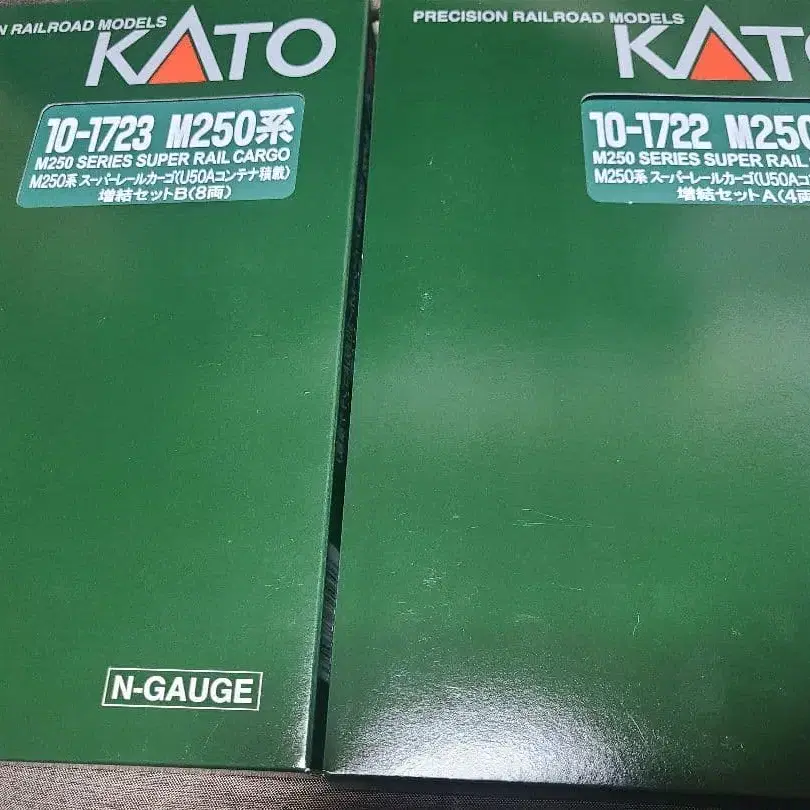 N RAILROAD MODELS
KATO
10-1723 M250系
M250 SERIES SUPER RAIL CARGO
M250系 スーパーレールカーゴ(U50Aコンテナ積載)
増結セットB(8両)
N-GAUGE
PRECISION RAILROAD MODELS
KATO
10-1722 M250
M250 SERIES SUPER RAIL
M250系 スーパーレールカーゴ(U50Aコ
増結セットA(4両